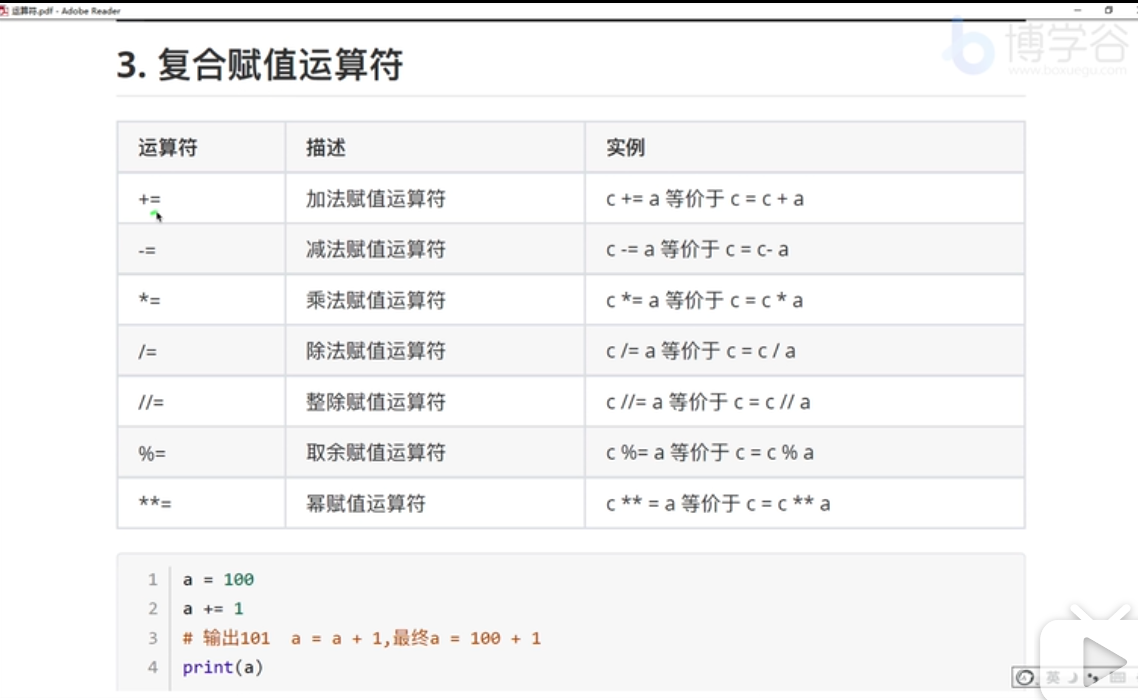 运算符.pdf - Adobe Reader
博学谷
www.boxuegu.com
3. 复合赋值运算符
运算符 描述 实例
+= 加法赋值运算符 c += a 等价于 c = c + a
-= 减法赋值运算符 c -= a 等价于 c = c- a
*= 乘法赋值运算符 c *= a 等价于 c = c * a
/= 除法赋值运算符 c /= a 等价于 c = c / a
//= 整除赋值运算符 c //= a 等价于 c = c // a
%= 取余赋值运算符 c %= a 等价于 c = c % a
**= 幂赋值运算符 c ** = a 等价于 c = c ** a
1 a = 100
2 a += 1
3 # 输出101 a = a + 1,最终a = 100 + 1
4 print(a)
英